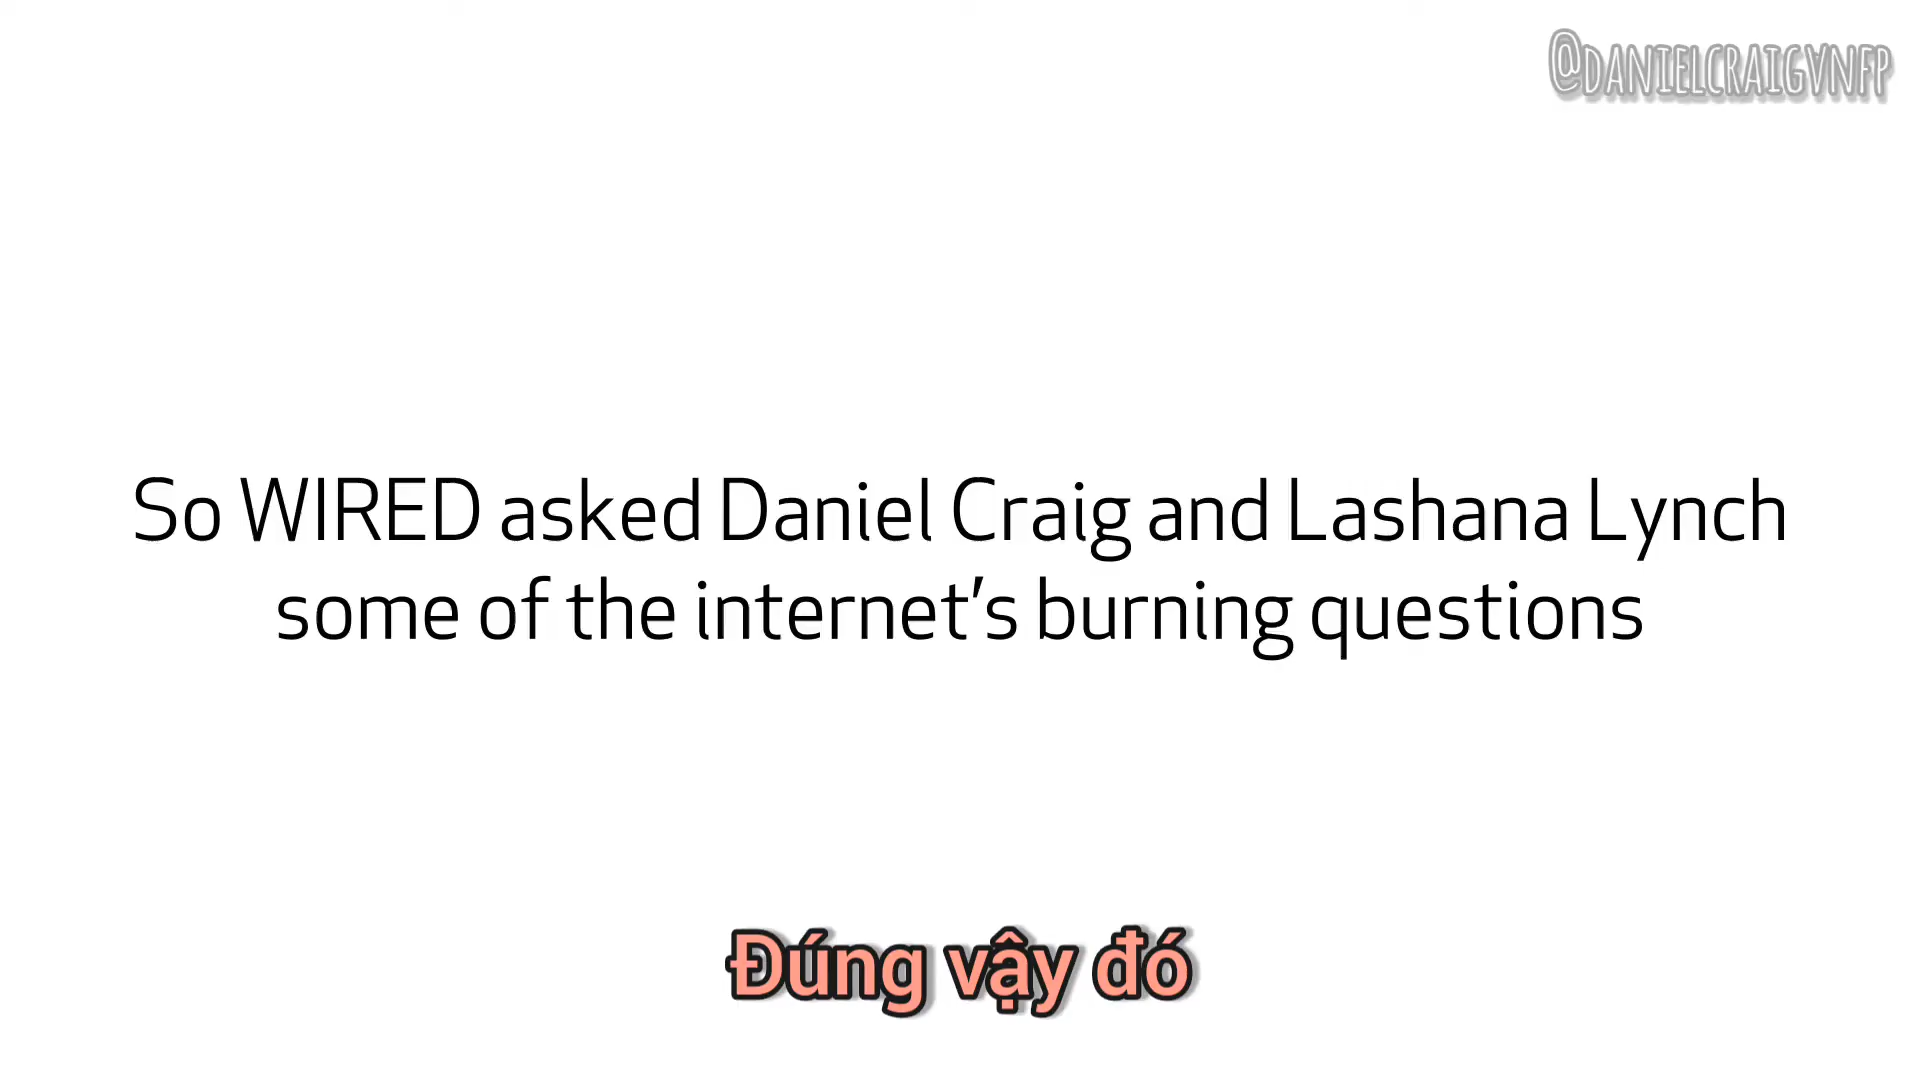 @DANIELCRAIGVNFP
So WIRED asked Daniel Craig and Lashana Lynch
some of the internet's burning questions
Đúng vậy đó